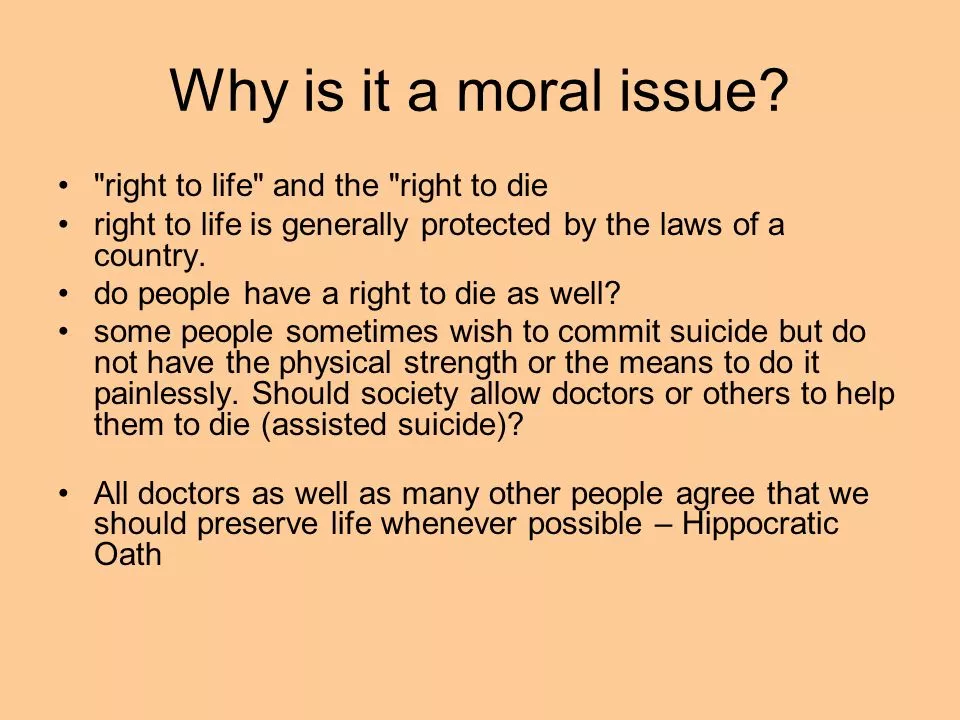 Why is it a moral issue?
• "right to life" and the "right to die
• right to life is generally protected by the laws of a
country.
• do people have a right to die as well?
• some people sometimes wish to commit suicide but do
not have the physical strength or the means to do it
painlessly. Should society allow doctors or others to help
them to die (assisted suicide)?
• All doctors as well as many other people agree that we
should preserve life whenever possible – Hippocratic
Oath